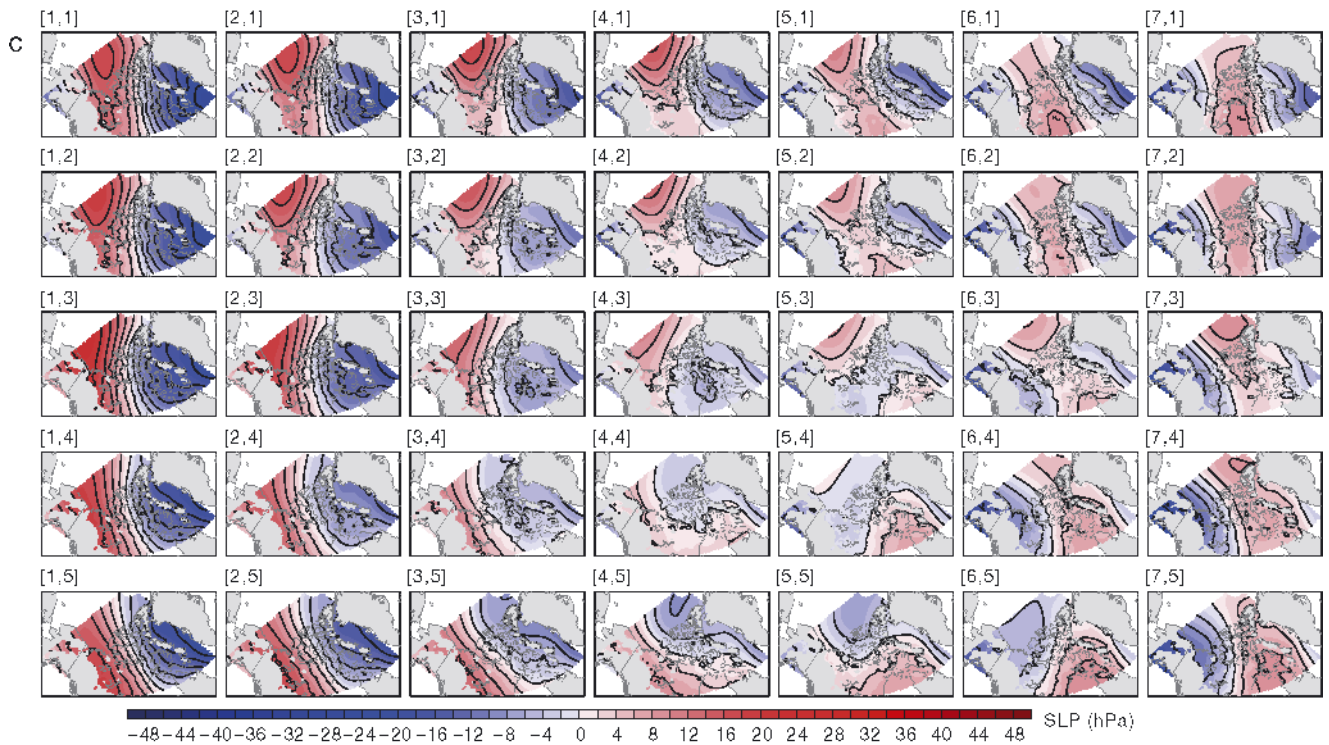 [1,1] [2,1] [3,1] [4,1] [5,1] [6,1] [7,1]
C
[1,2] [2,2] [3,2] [4,2] [5,2] [6,2] [7,2]
[1,3] [2,3] [3,3] [4,3] [5,3] [6,3] [7,3]
[1,4] [2,4] [3,4] [4,4] [5,4] [6,4] [7,4]
[1,5] [2,5] [3,5] [4,5] [5,5] [6,5] [7,5]
SLP (hPa)
−48 −44 −40 −36 −32 −28 −24 −20 −16 −12 −8 −4 0 4 8 12 16 20 24 28 32 36 40 44 48